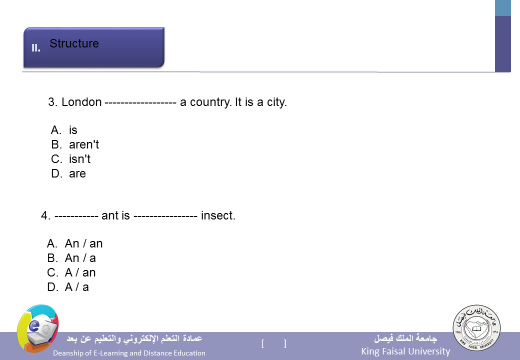 II. Structure
3. London ------------------ a country. It is a city.
A. is
B. aren't
C. isn't
D. are
4. ----------- ant is ---------------- insect.
A. An / an
B. An / a
C. A / an
D. A / a
عمادة التعلم الإلكتروني والتعليم عن بعد
Deanship of E-Learning and Distance Education
[ ]
جامعة الملك فيصل
King Faisal University